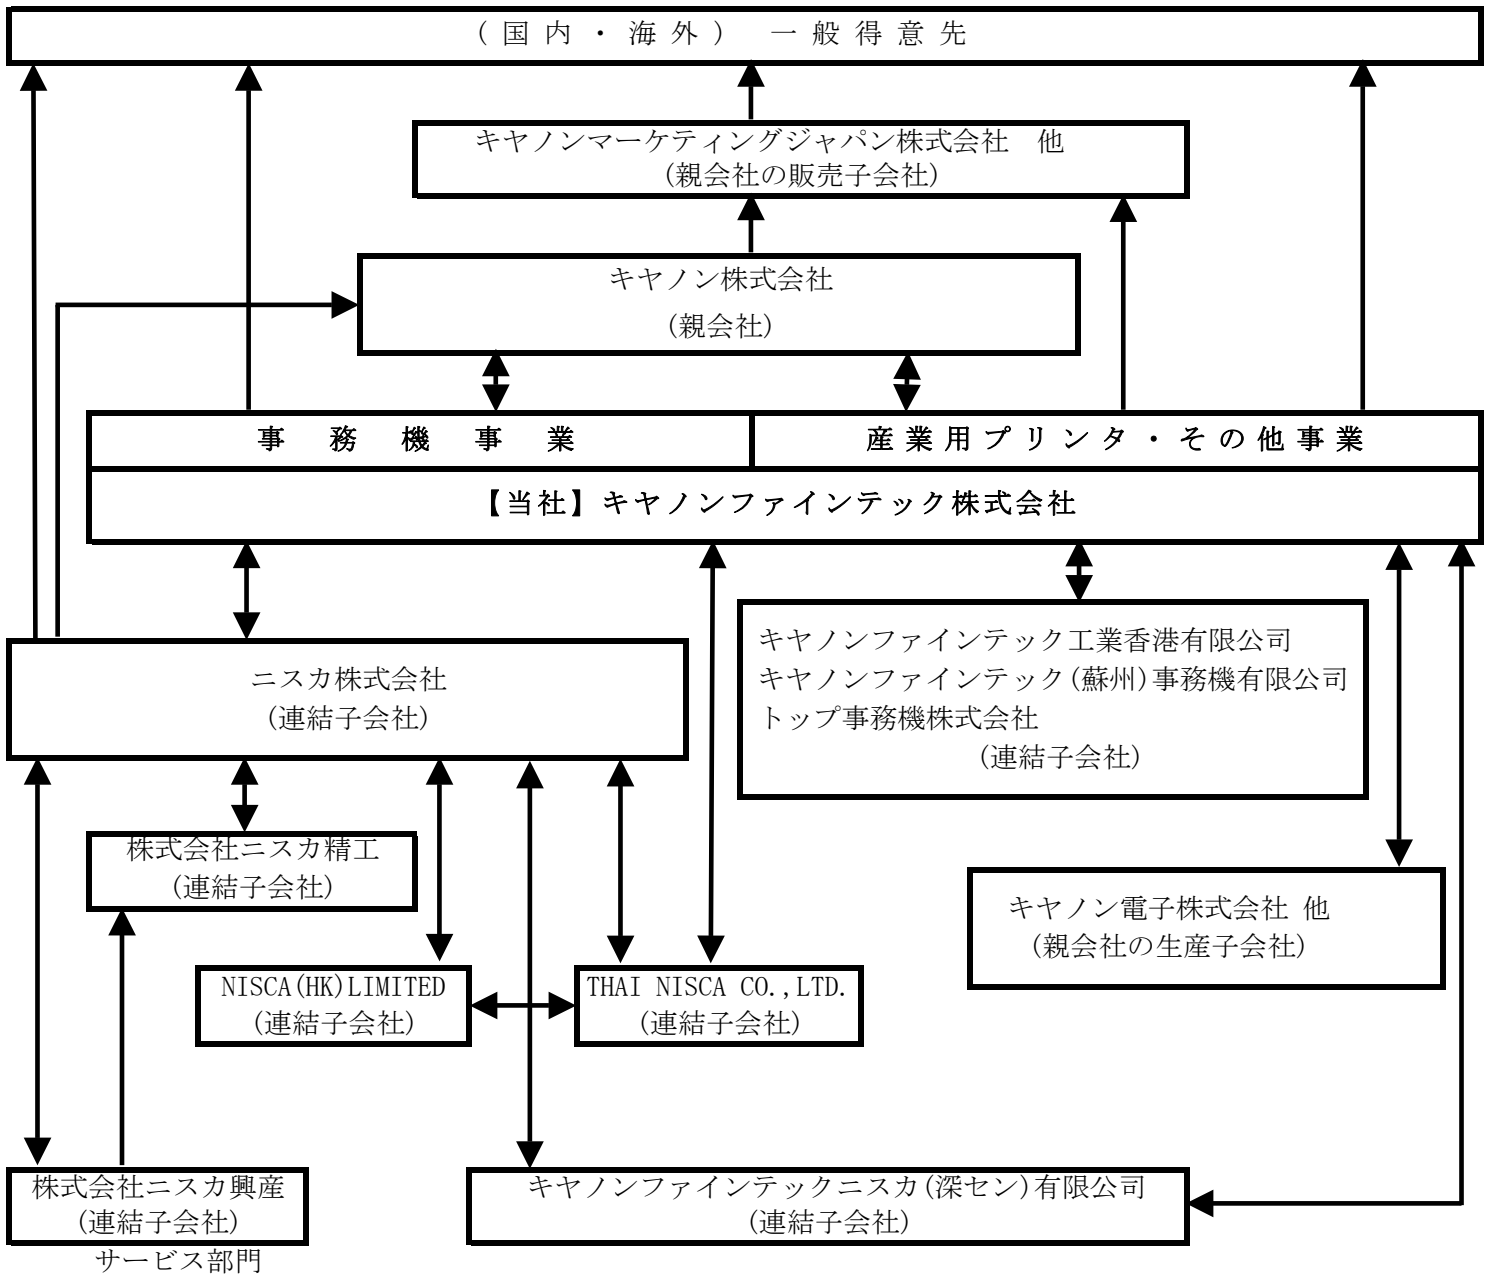 (国内・海外)　一般得意先
キヤノンマーケティングジャパン株式会社　他
(親会社の販売子会社)
キヤノン株式会社
(親会社)
事務機事業
産業用プリンタ・その他事業
【当社】キヤノンファインテック株式会社
キヤノンファインテック工業香港有限公司
キヤノンファインテック(蘇州)事務機有限公司
トップ事務機株式会社
(連結子会社)
ニスカ株式会社
(連結子会社)
株式会社ニスカ精工
(連結子会社)
キヤノン電子株式会社 他
(親会社の生産子会社)
NISCA(HK)LIMITED
(連結子会社)
THAI NISCA CO.,LTD.
(連結子会社)
株式会社ニスカ興産
(連結子会社)
サービス部門
キヤノンファインテックニスカ(深セン)有限公司
(連結子会社)